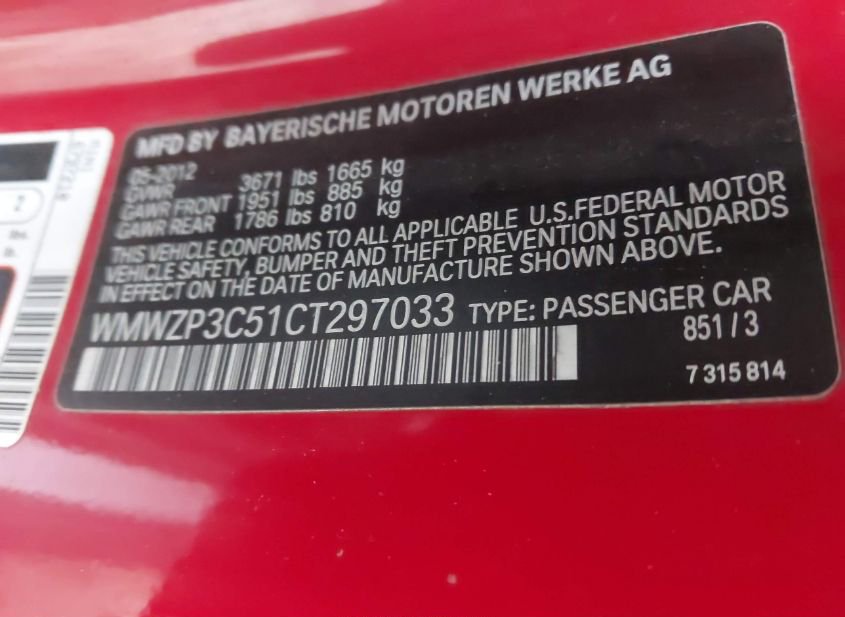 MFD BY BAYERISCHE MOTOREN WERKE AG
05-2012
GVWR 3671 lbs 1665 kg
GAWR FRONT 1951 lbs 885 kg
GAWR REAR 1786 lbs 810 kg
THIS VEHICLE CONFORMS TO ALL APPLICABLE U.S.FEDERAL MOTOR
VEHICLE SAFETY, BUMPER AND THEFT PREVENTION STANDARDS
IN EFFECT ON THE DATE OF MANUFACTURE SHOWN ABOVE.
WMWZP3C51CT297033 TYPE: PASSENGER CAR
851 / 3
7 315 814
2
lbs.
lb.